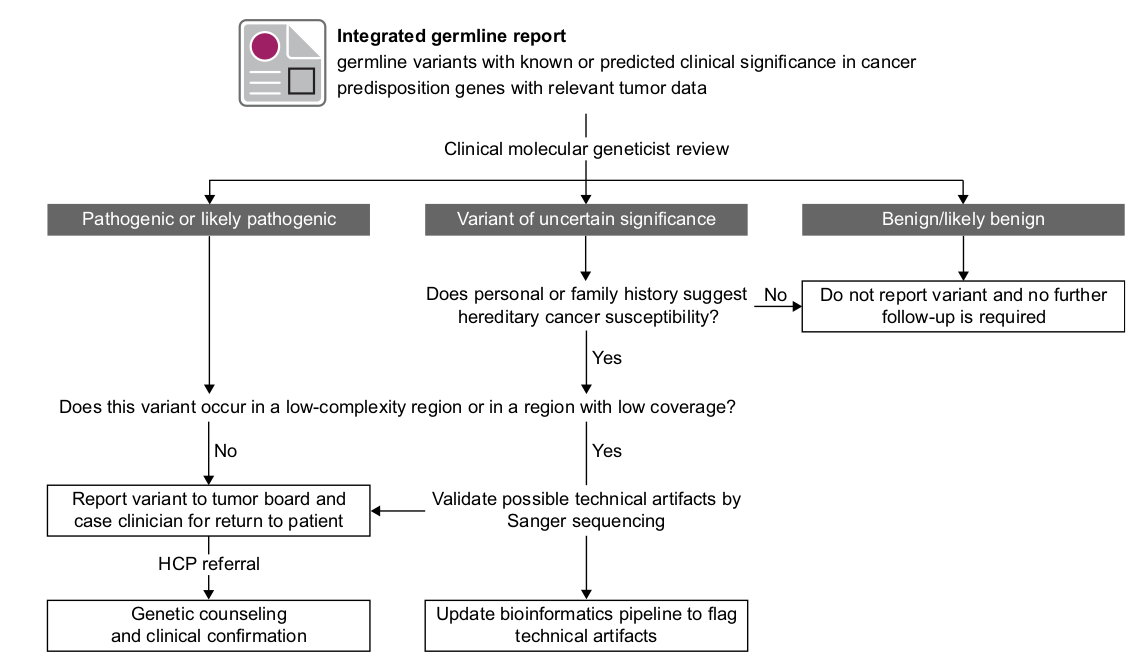 Integrated germline report
germline variants with known or predicted clinical significance in cancer
predisposition genes with relevant tumor data
Clinical molecular geneticist review
Pathogenic or likely pathogenic
Variant of uncertain significance
Benign/likely benign
Does personal or family history suggest
hereditary cancer susceptibility?
No
Do not report variant and no further
follow-up is required
Yes
Does this variant occur in a low-complexity region or in a region with low coverage?
No
Yes
Report variant to tumor board and
case clinician for return to patient
Validate possible technical artifacts by
Sanger sequencing
HCP referral
Genetic counseling
and clinical confirmation
Update bioinformatics pipeline to flag
technical artifacts